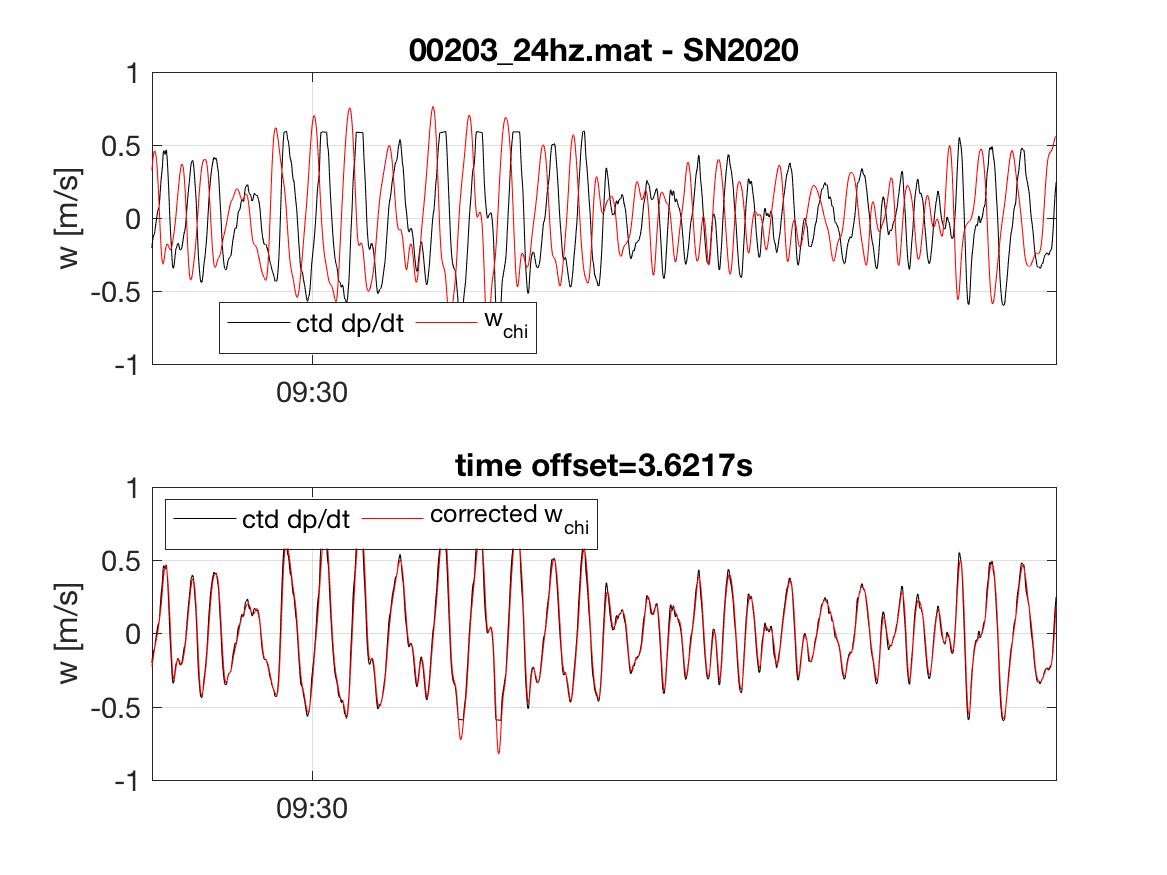 00203_24hz.mat - SN2020
1
0.5
0
-0.5
-1
w [m/s]
ctd dp/dt w_chi
09:30
time offset=3.6217s
1
0.5
0
-0.5
-1
w [m/s]
ctd dp/dt corrected w_chi
09:30